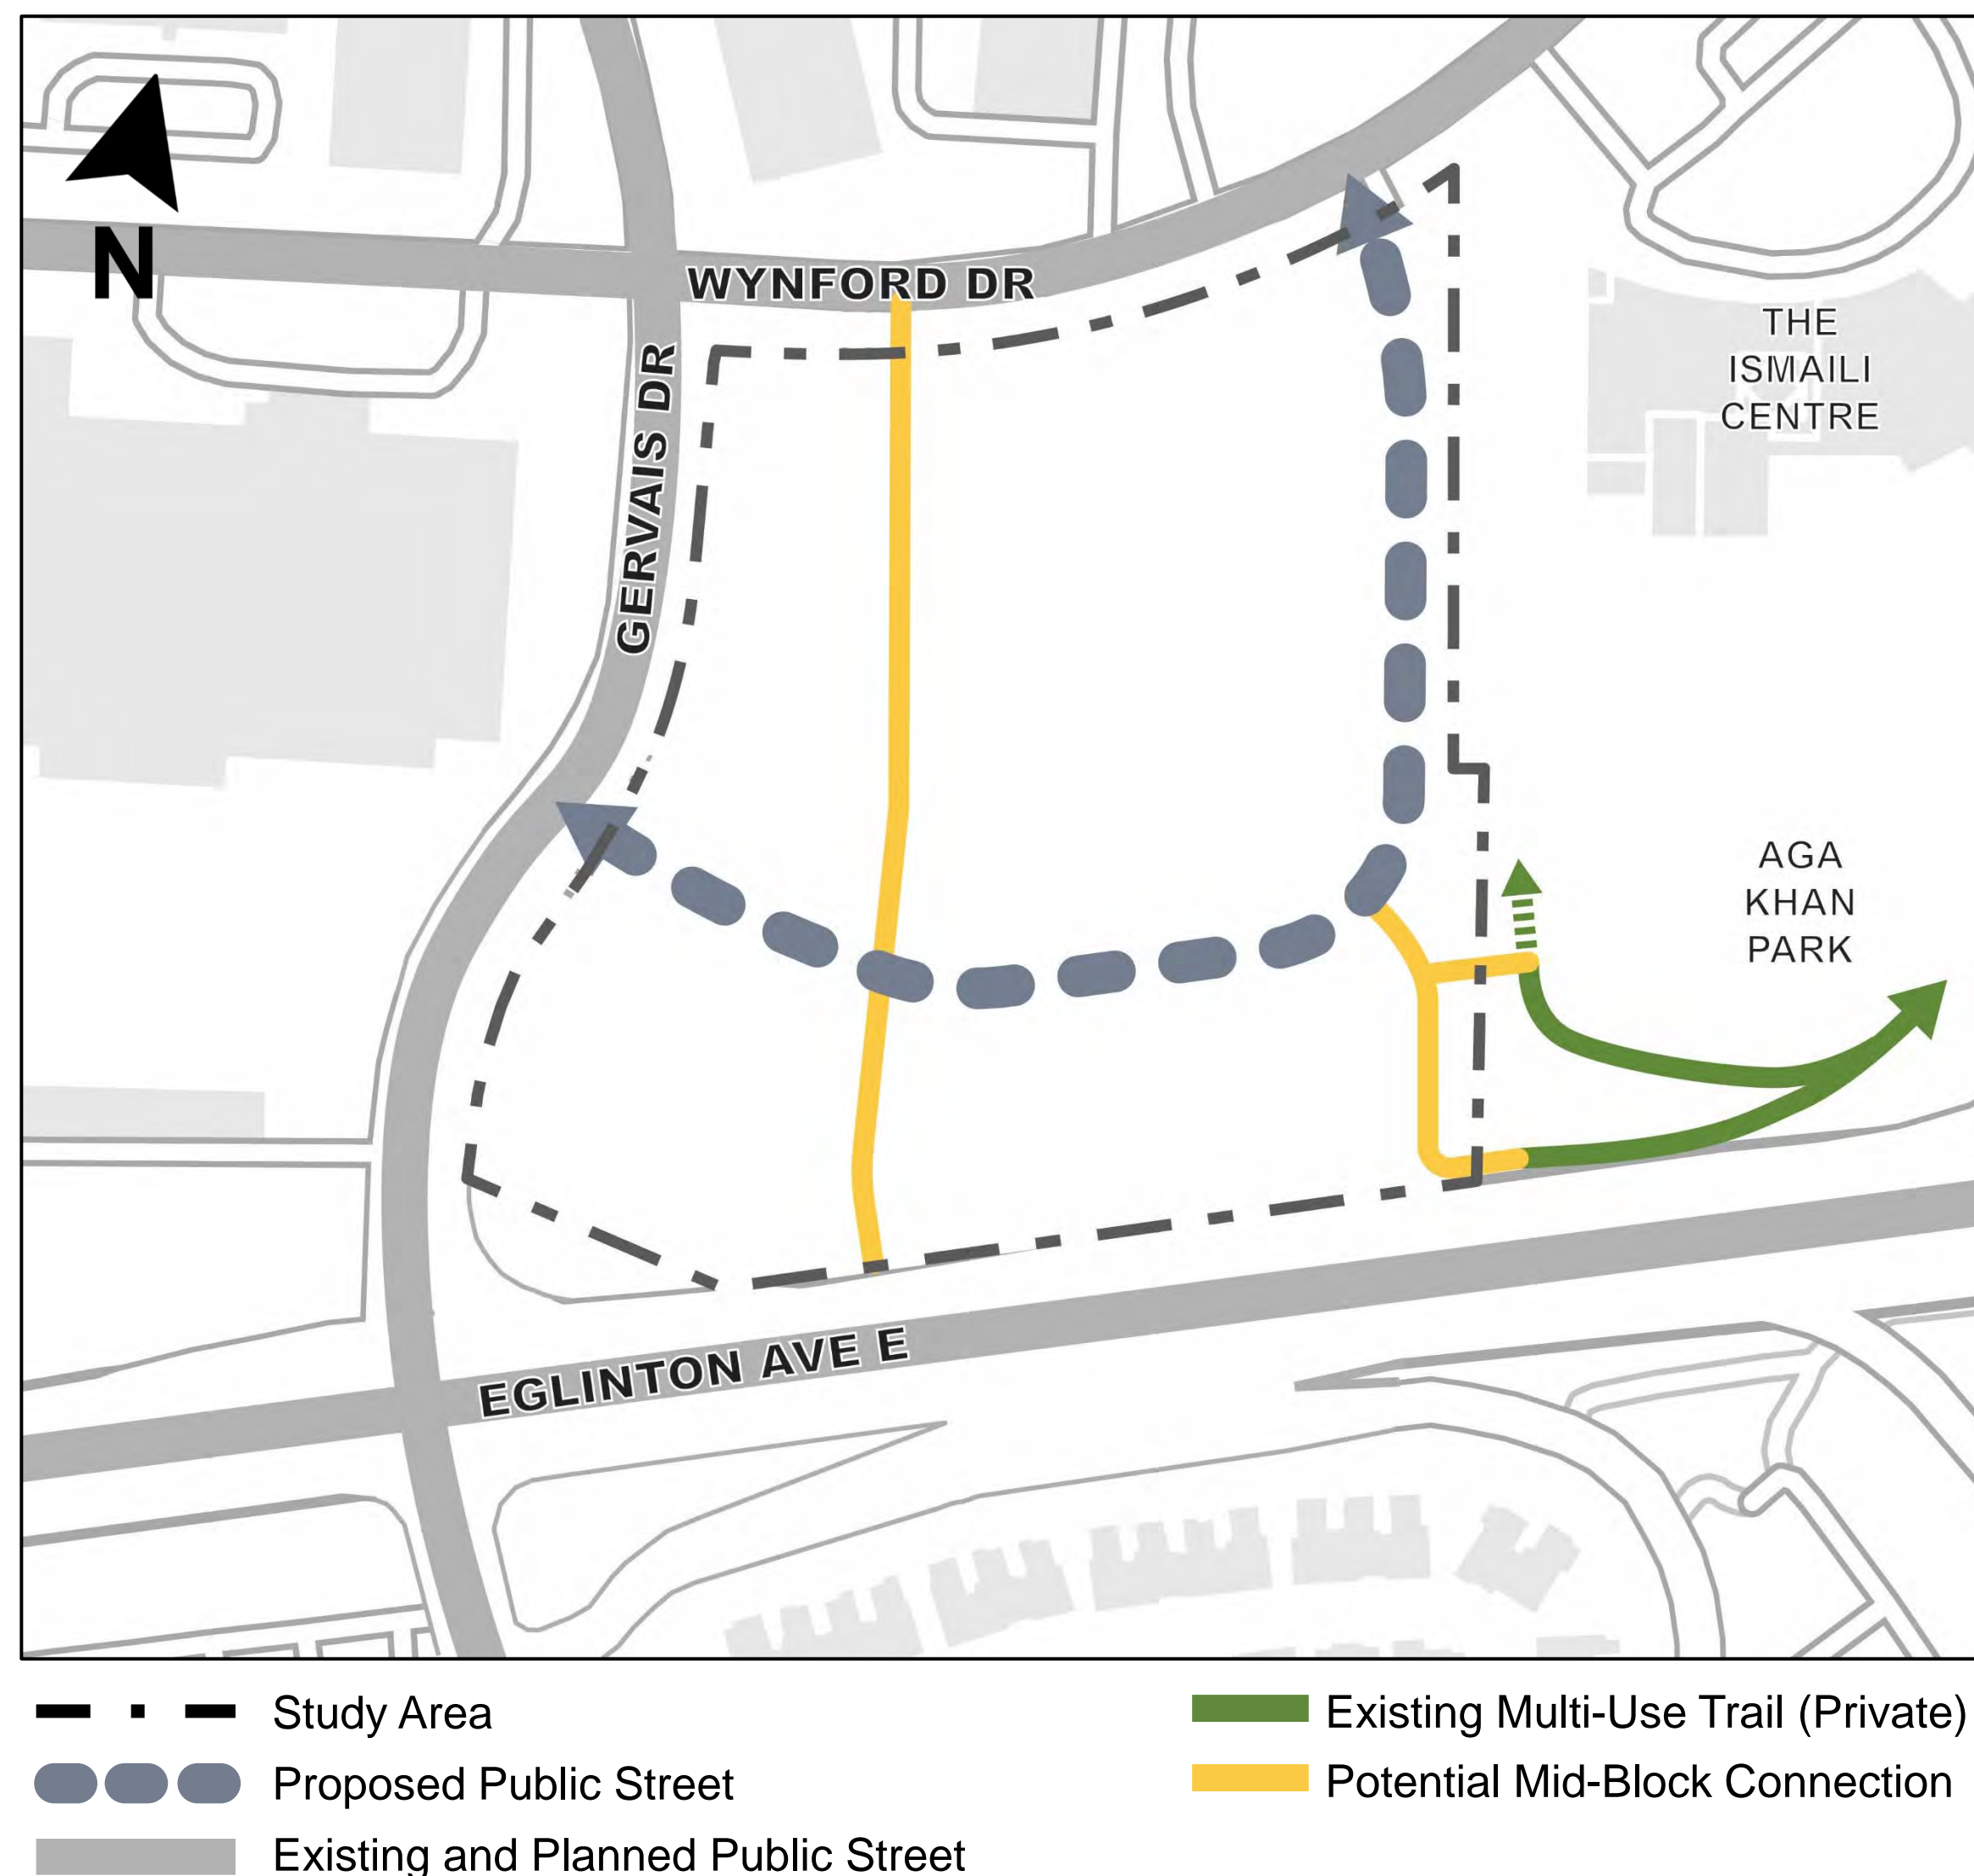 N
WYNFORD DR
GERVAIS DR
THE
ISMAILI
CENTRE
AGA
KHAN
PARK
EGLINTON AVE E
Study Area
Proposed Public Street
Existing and Planned Public Street
Existing Multi-Use Trail (Private)
Potential Mid-Block Connection